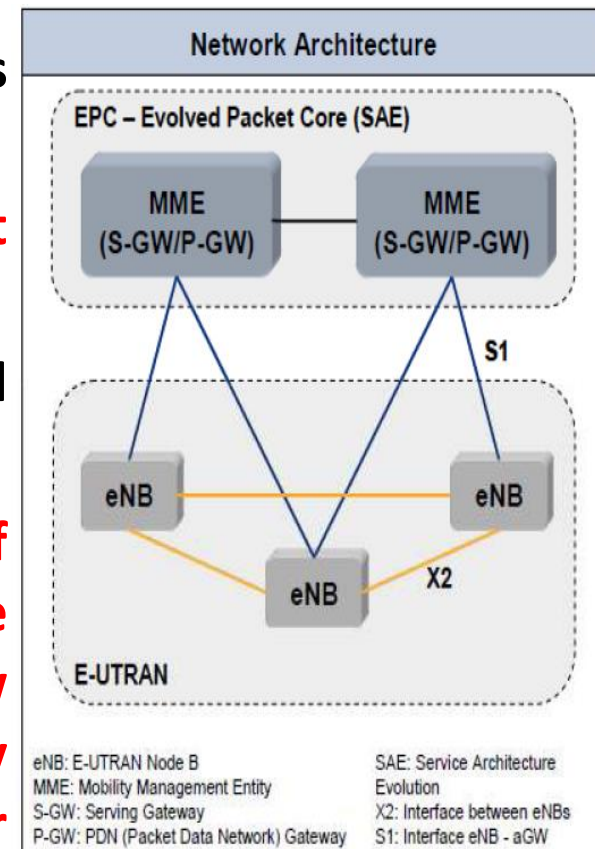 Network Architecture
EPC – Evolved Packet Core (SAE)
MME
(S-GW/P-GW)
MME
(S-GW/P-GW)
S1
eNB
eNB
eNB
X2
E-UTRAN
eNB: E-UTRAN Node B
MME: Mobility Management Entity
S-GW: Serving Gateway
P-GW: PDN (Packet Data Network) Gateway
SAE: Service Architecture
Evolution
X2: Interface between eNBs
S1: Interface eNB - aGW